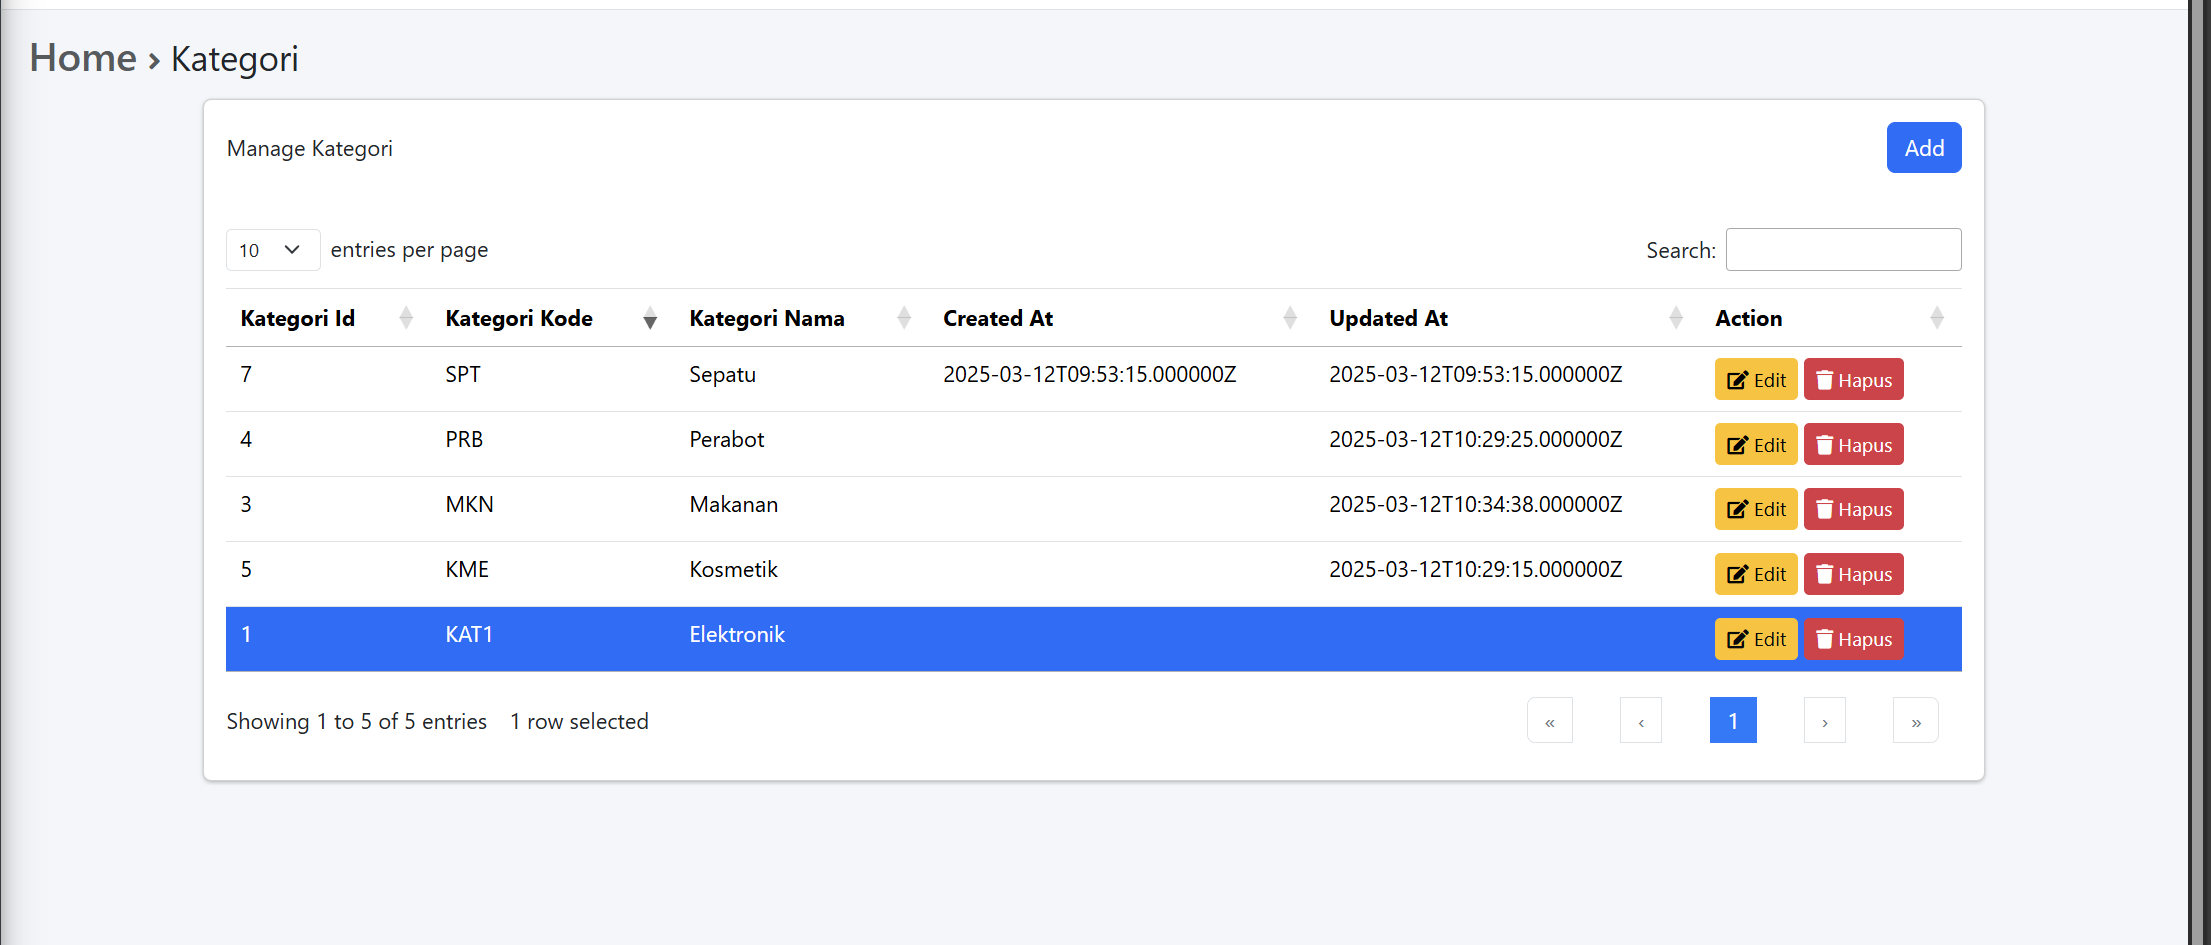 Home › Kategori
Manage Kategori Add
10 entries per page Search:
Kategori Id Kategori Kode Kategori Nama Created At Updated At Action
7 SPT Sepatu 2025-03-12T09:53:15.000000Z 2025-03-12T09:53:15.000000Z Edit Hapus
4 PRB Perabot 2025-03-12T10:29:25.000000Z Edit Hapus
3 MKN Makanan 2025-03-12T10:34:38.000000Z Edit Hapus
5 KME Kosmetik 2025-03-12T10:29:15.000000Z Edit Hapus
1 KAT1 Elektronik Edit Hapus
Showing 1 to 5 of 5 entries 1 row selected « ‹ 1 › »